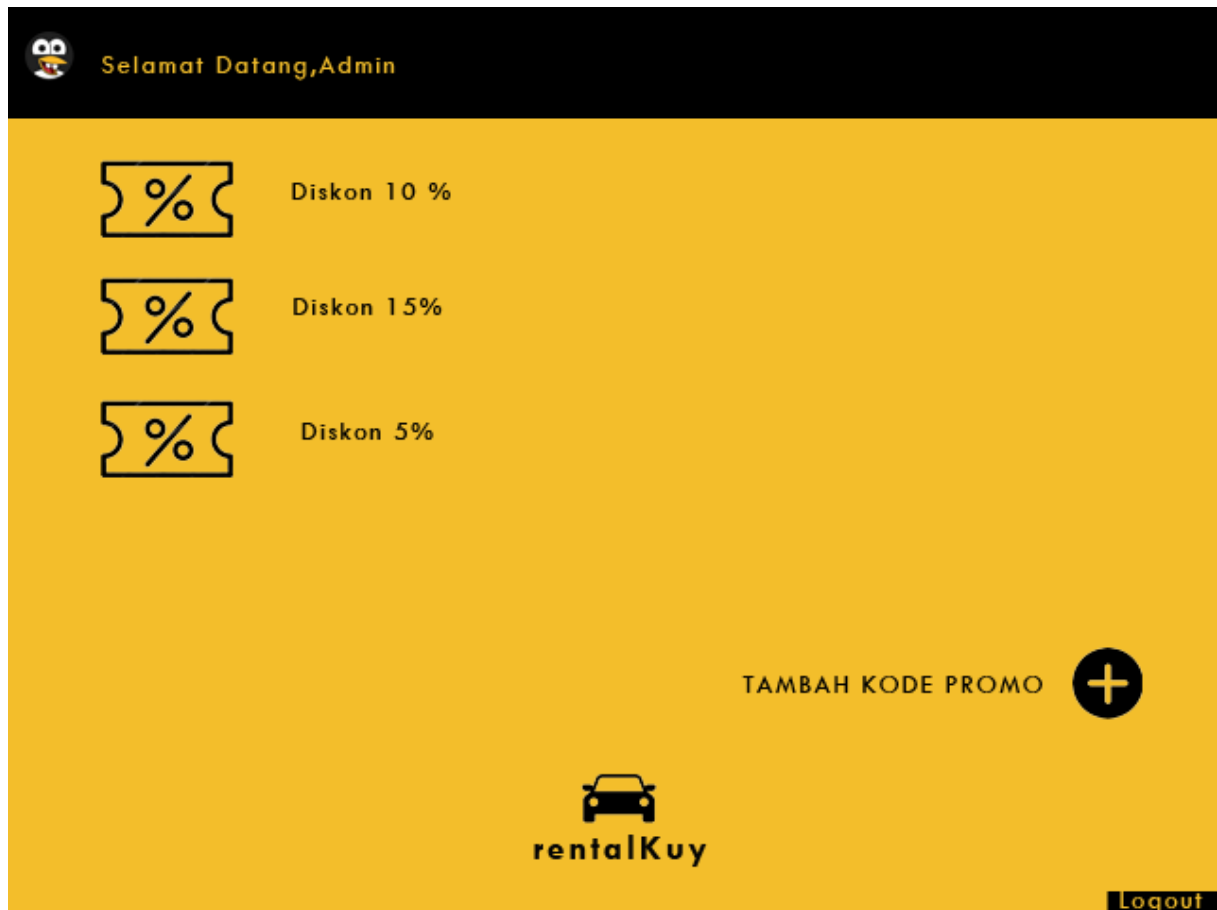 Selamat Datang,Admin
Diskon 10 %
Diskon 15%
Diskon 5%
TAMBAH KODE PROMO
rentalKuy
Logout